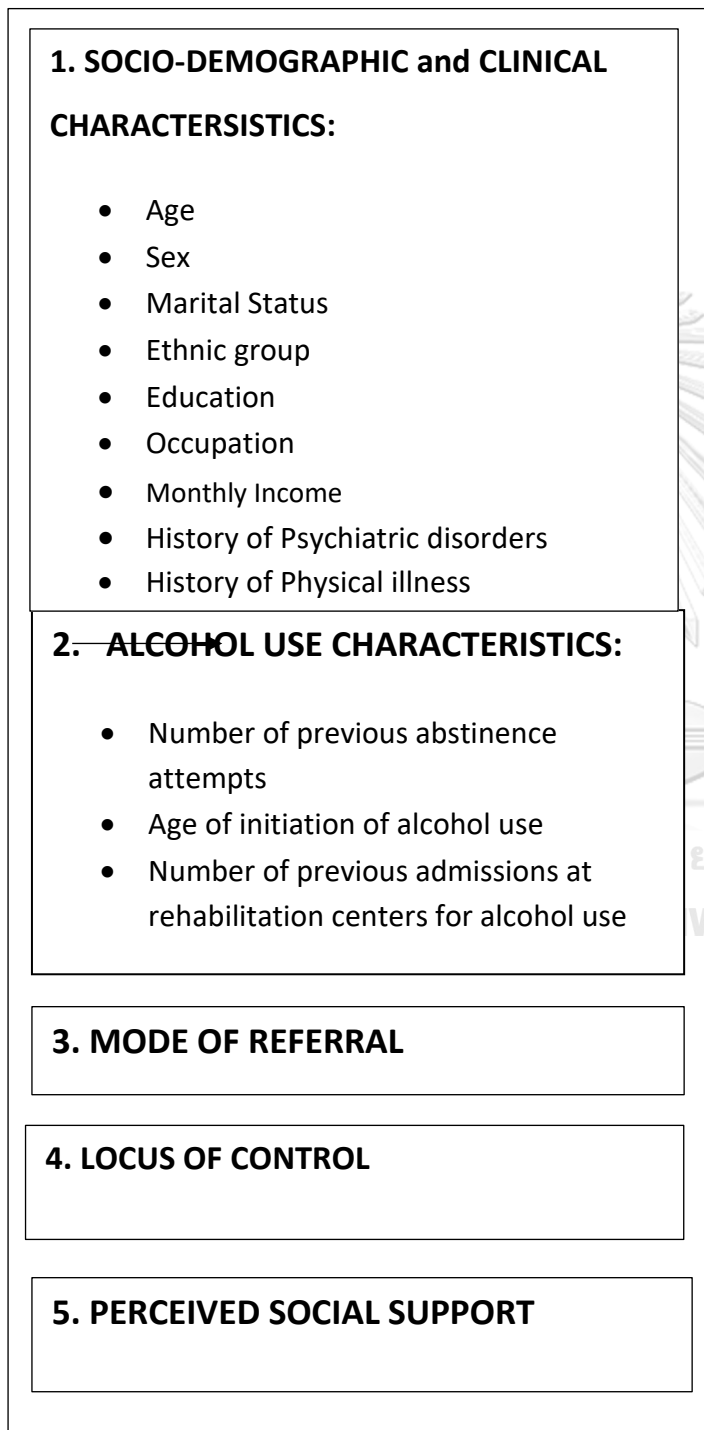 1. SOCIO-DEMOGRAPHIC and CLINICAL
CHARACTERSISTICS:
• Age
• Sex
• Marital Status
• Ethnic group
• Education
• Occupation
• Monthly Income
• History of Psychiatric disorders
• History of Physical illness
2. ALCOHOL USE CHARACTERISTICS:
• Number of previous abstinence
attempts
• Age of initiation of alcohol use
• Number of previous admissions at
rehabilitation centers for alcohol use
3. MODE OF REFERRAL
4. LOCUS OF CONTROL
5. PERCEIVED SOCIAL SUPPORT